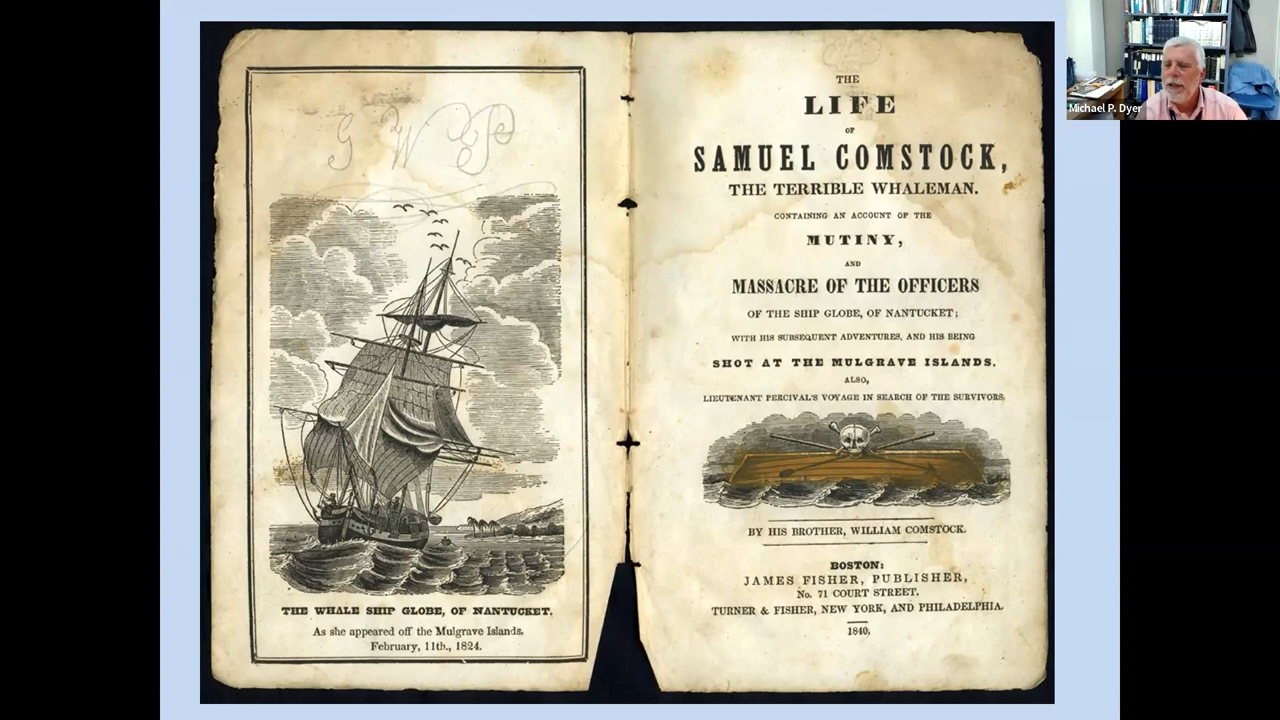 G W P
THE WHALE SHIP GLOBE, OF NANTUCKET.
As she appeared off the Mulgrave Islands,
February, 11th., 1824.
THE
LIFE
OF
SAMUEL COMSTOCK,
THE TERRIBLE WHALEMAN.
CONTAINING AN ACCOUNT OF THE
MUTINY,
AND
MASSACRE OF THE OFFICERS
OF THE SHIP GLOBE, OF NANTUCKET;
WITH HIS SUBSEQUENT ADVENTURES, AND HIS BEING
SHOT AT THE MULGRAVE ISLANDS.
ALSO,
LIEUTENANT PERCIVAL'S VOYAGE IN SEARCH OF THE SURVIVORS.
BY HIS BROTHER, WILLIAM COMSTOCK.
BOSTON:
JAMES FISHER, PUBLISHER,
No. 71 COURT STREET.
TURNER & FISHER, NEW YORK, AND PHILADELPHIA.
1840.
Michael P. Dyer